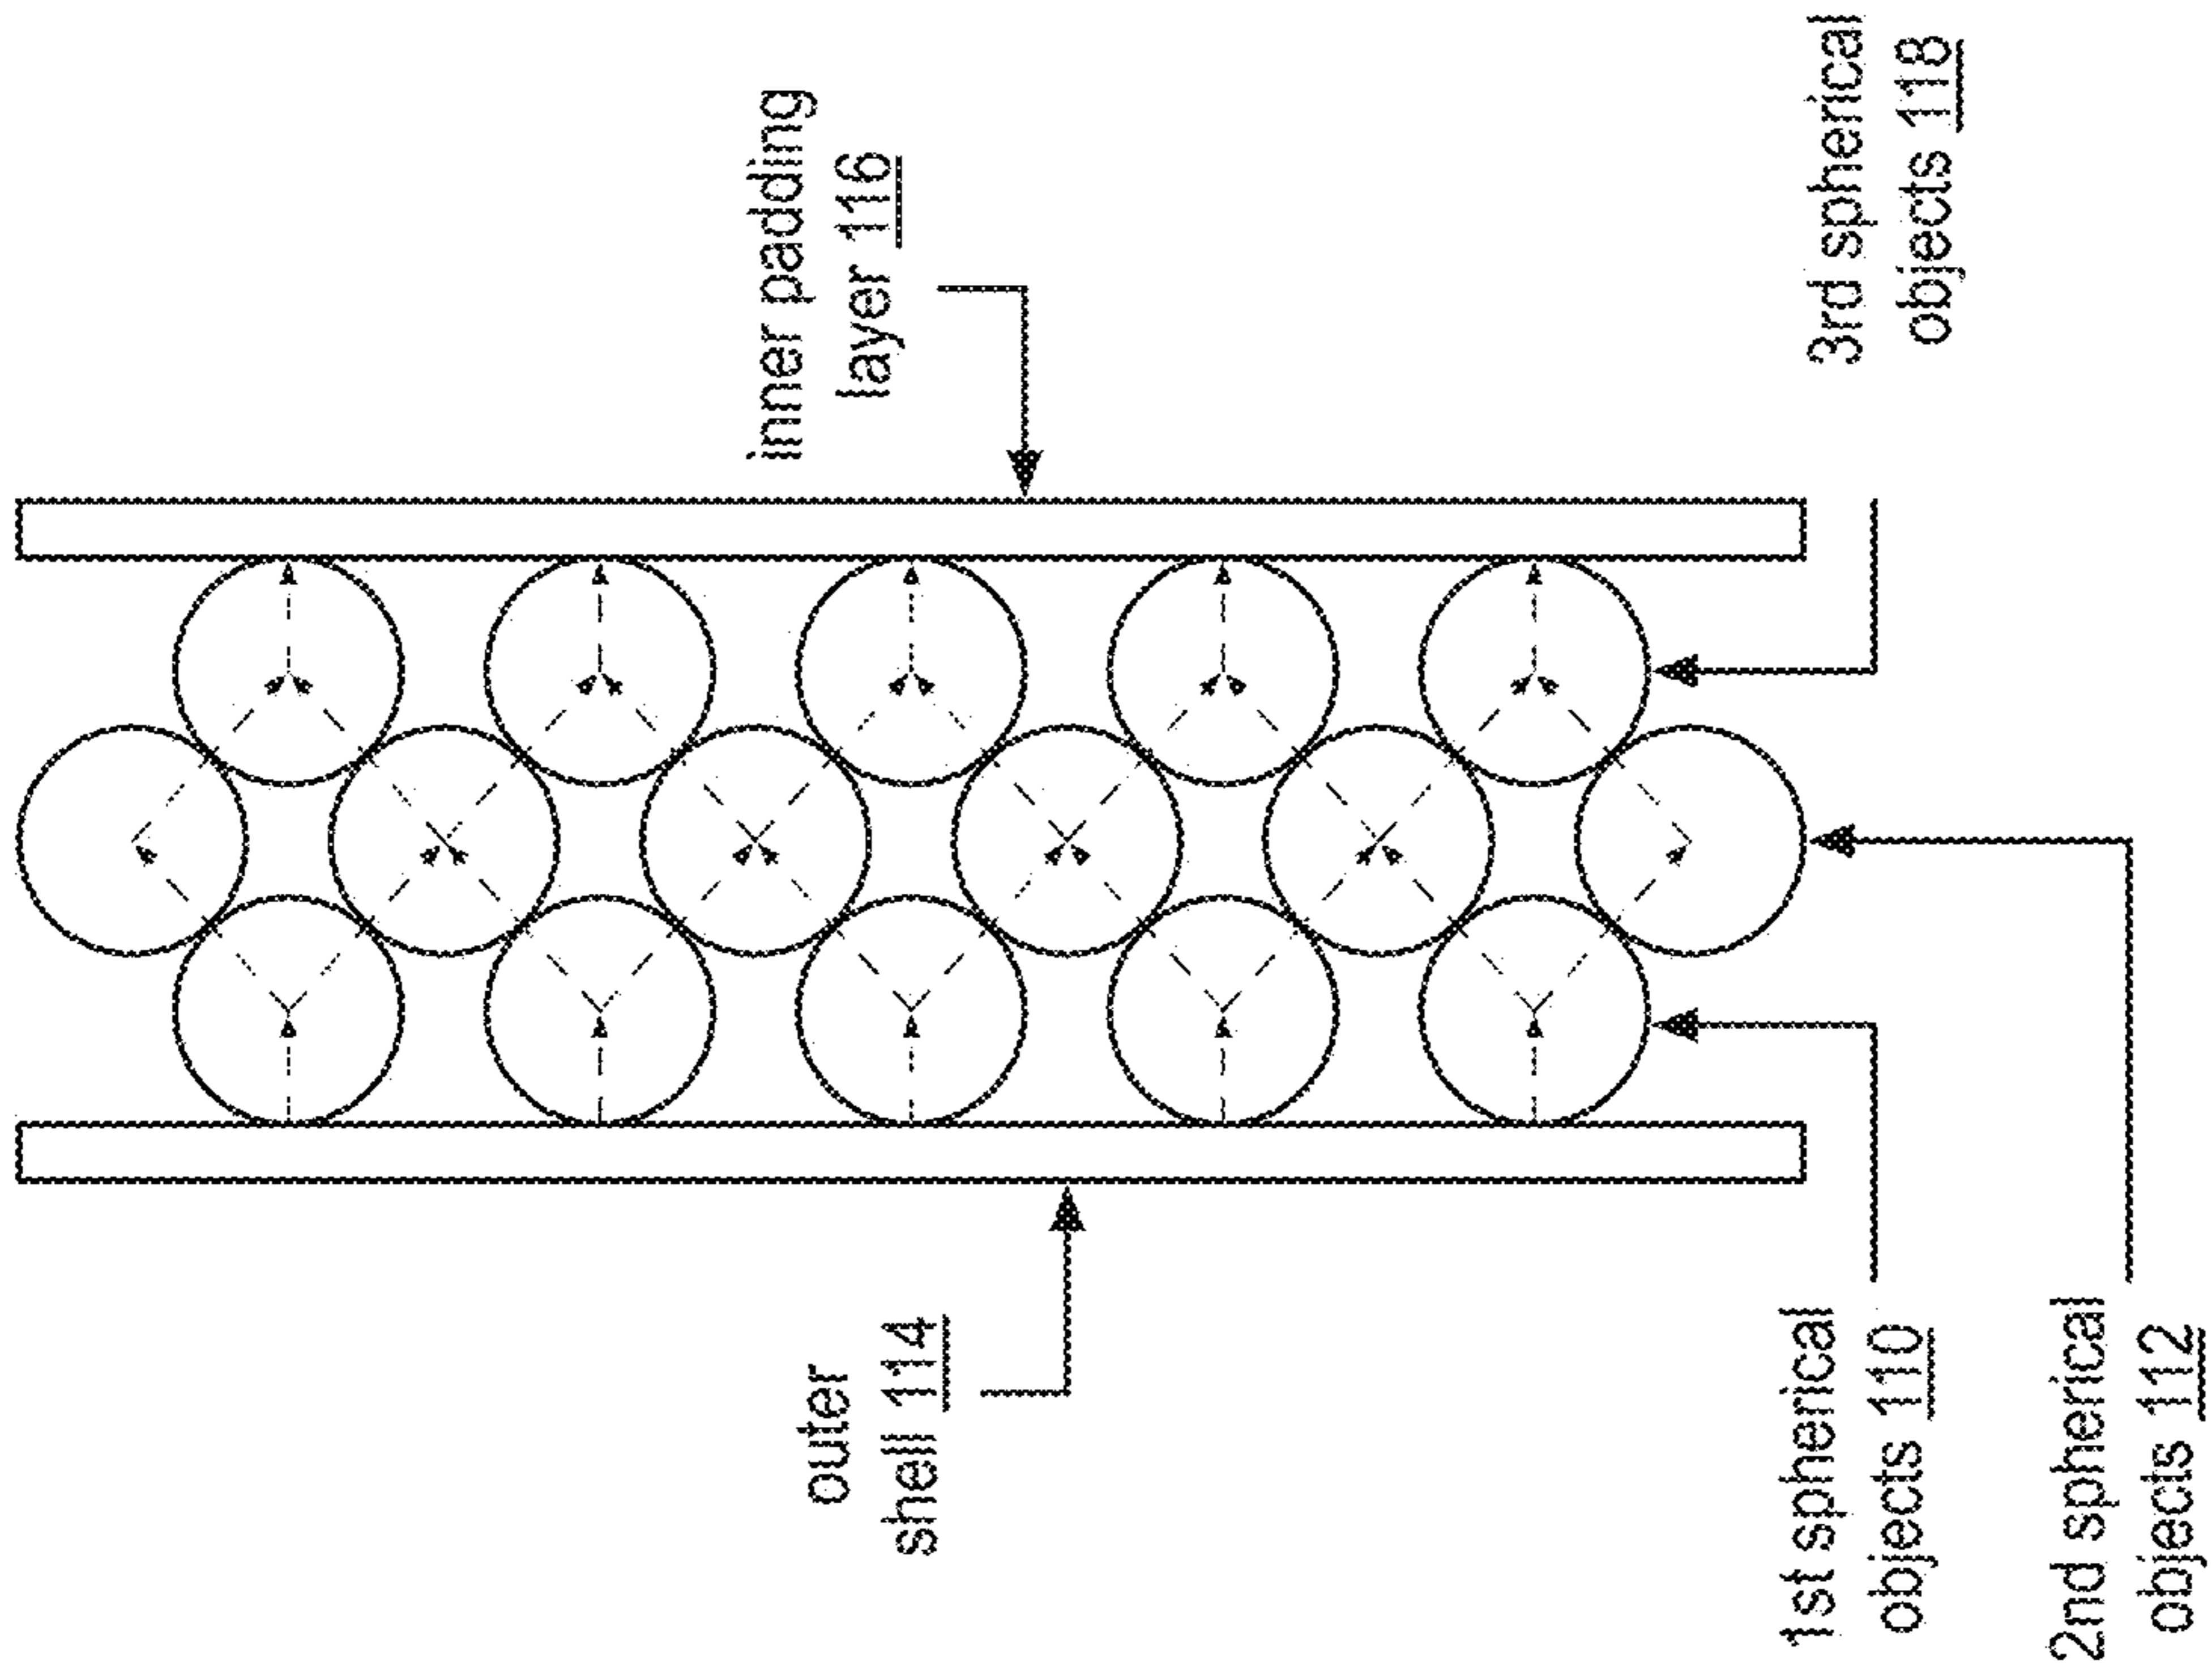 outer
shell 114
inner padding
layer 116
1st spherical
objects 110
2nd spherical
objects 112
3rd spherical
objects 118